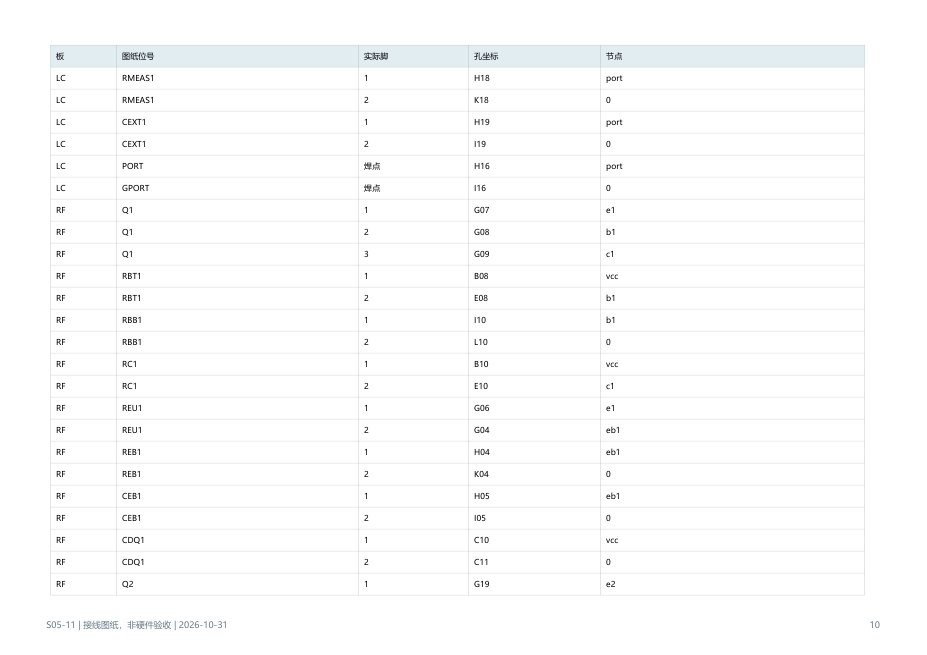 板 图纸位号 实际脚 孔坐标 节点
LC RMEAS1 1 H18 port
LC RMEAS1 2 K18 0
LC CEXT1 1 H19 port
LC CEXT1 2 I19 0
LC PORT 焊点 H16 port
LC GPORT 焊点 I16 0
RF Q1 1 G07 e1
RF Q1 2 G08 b1
RF Q1 3 G09 c1
RF RBT1 1 B08 vcc
RF RBT1 2 E08 b1
RF RBB1 1 I10 b1
RF RBB1 2 L10 0
RF RC1 1 B10 vcc
RF RC1 2 E10 c1
RF REU1 1 G06 e1
RF REU1 2 G04 eb1
RF REB1 1 H04 eb1
RF REB1 2 K04 0
RF CEB1 1 H05 eb1
RF CEB1 2 I05 0
RF CDQ1 1 C10 vcc
RF CDQ1 2 C11 0
RF Q2 1 G19 e2
S05-11 | 接线图纸，非硬件验收 | 2026-10-31 10